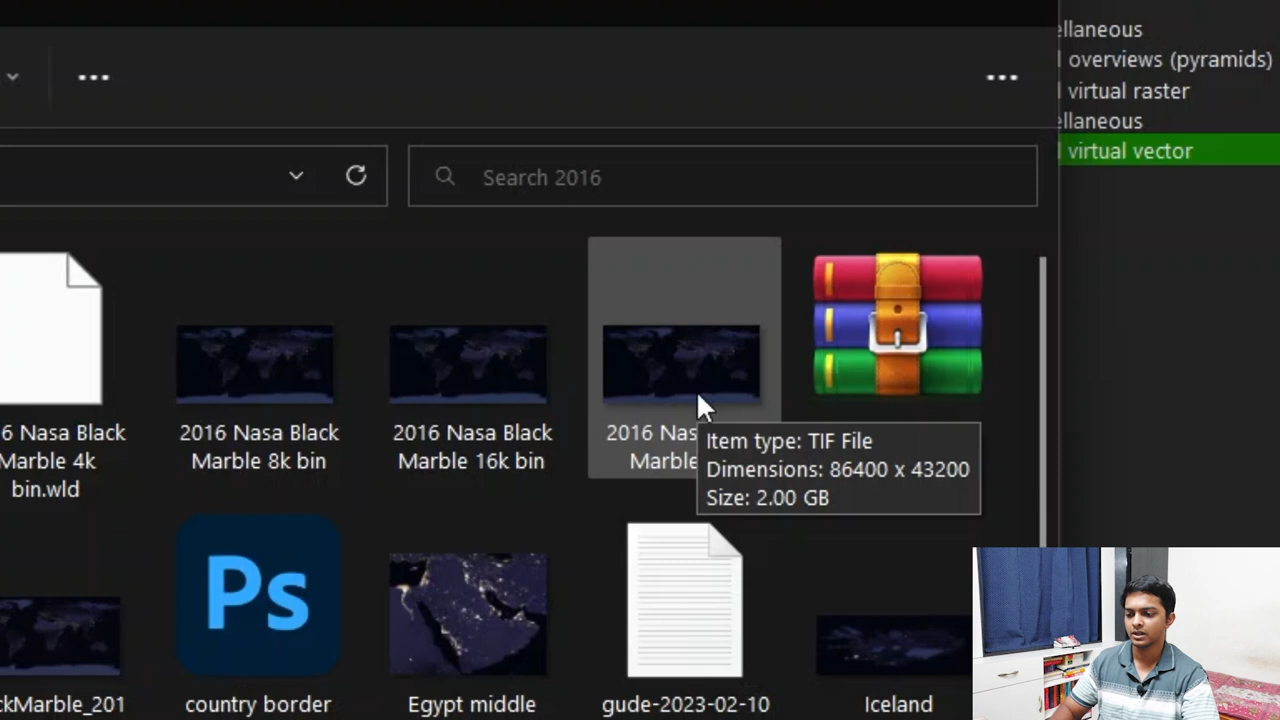 ellaneous
overviews (pyramids)
virtual raster
ellaneous
virtual vector
Search 2016
6 Nasa Black
Marble 4k
bin.wld
2016 Nasa Black
Marble 8k bin
2016 Nasa Black
Marble 16k bin
2016 Nas
Marble
Item type: TIF File
Dimensions: 86400 x 43200
Size: 2.00 GB
Ps
ckMarble_201
country border
Egypt middle
gude-2023-02-10
Iceland